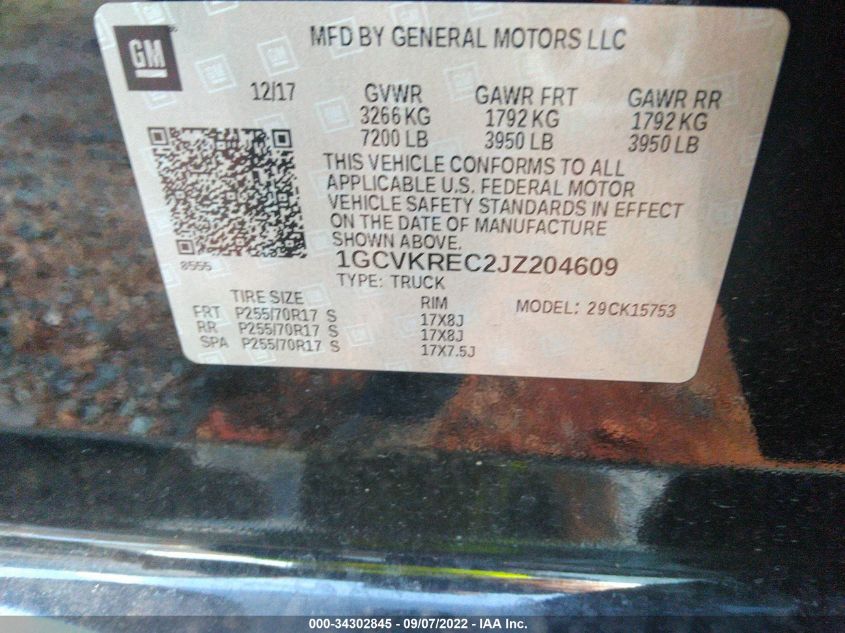 GM
MFD BY GENERAL MOTORS LLC
12/17 GVWR GAWR FRT GAWR RR
3266 KG 1792 KG 1792 KG
7200 LB 3950 LB 3950 LB
THIS VEHICLE CONFORMS TO ALL
APPLICABLE U.S. FEDERAL MOTOR
VEHICLE SAFETY STANDARDS IN EFFECT
ON THE DATE OF MANUFACTURE
SHOWN ABOVE.
8555
1GCVKREC2JZ204609
TYPE: TRUCK
TIRE SIZE RIM MODEL: 29CK15753
FRT P255/70R17 S 17X8J
RR P255/70R17 S 17X8J
SPA P255/70R17 S 17X7.5J
000-34302845 - 09/07/2022 - IAA Inc.